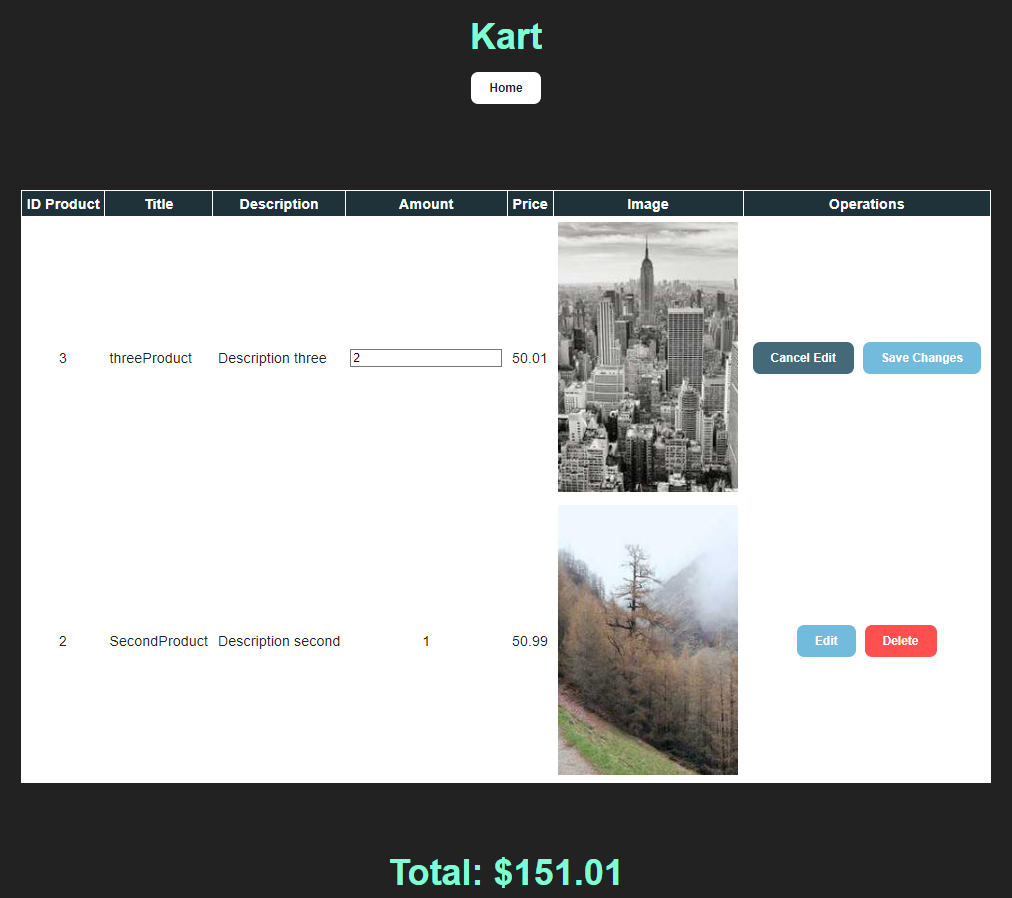 Kart
Home
ID Product Title Description Amount Price Image Operations
3 threeProduct Description three 2 50.01 Cancel Edit Save Changes
2 SecondProduct Description second 1 50.99 Edit Delete
Total: $151.01